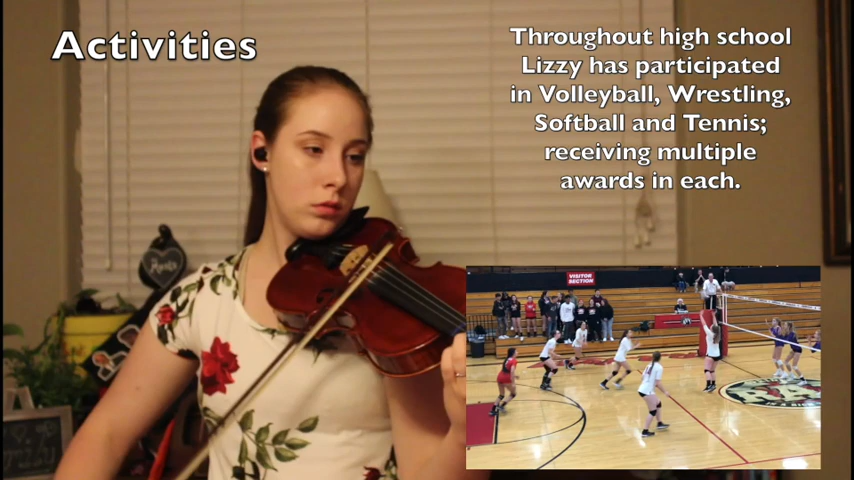 Activities
Throughout high school
Lizzy has participated
in Volleyball, Wrestling,
Softball and Tennis;
receiving multiple
awards in each.
VISITOR
SECTION